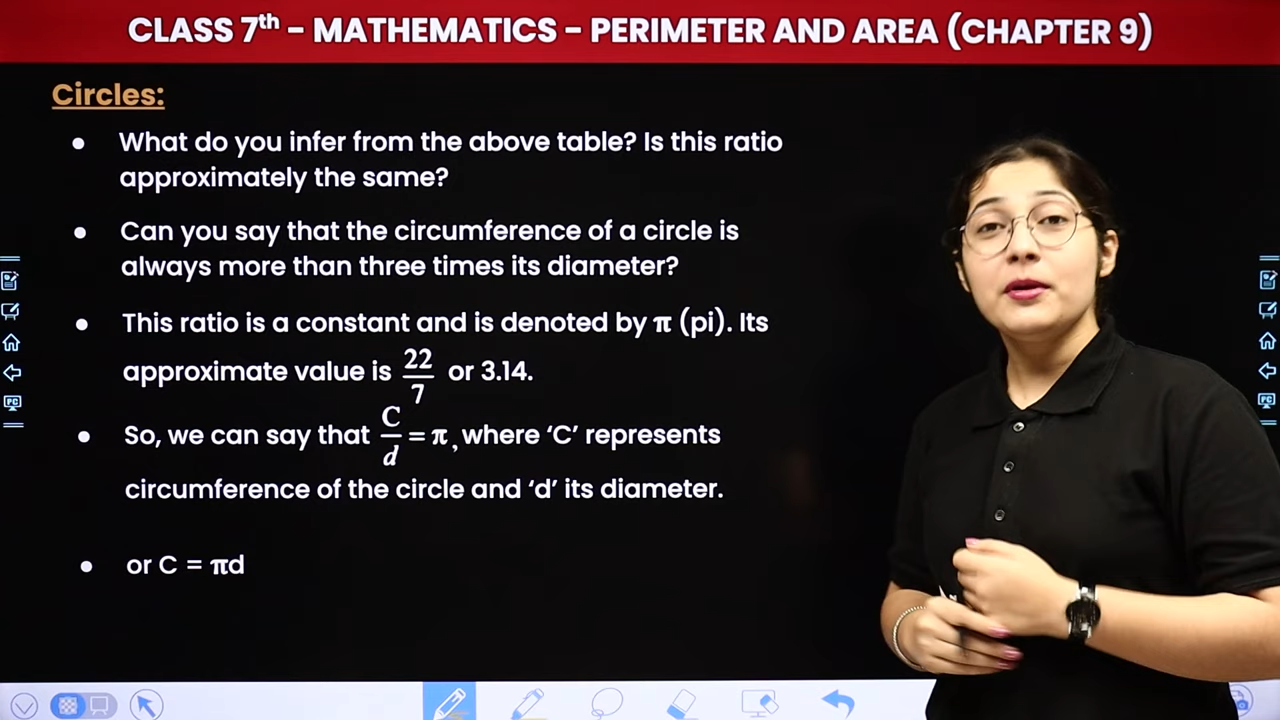 CLASS 7th - MATHEMATICS - PERIMETER AND AREA (CHAPTER 9)
Circles:
• What do you infer from the above table? Is this ratio
approximately the same?
• Can you say that the circumference of a circle is
always more than three times its diameter?
• This ratio is a constant and is denoted by π (pi). Its
approximate value is 22/7 or 3.14.
• So, we can say that C/d = π, where ‘C’ represents
circumference of the circle and ‘d’ its diameter.
• or C = πd